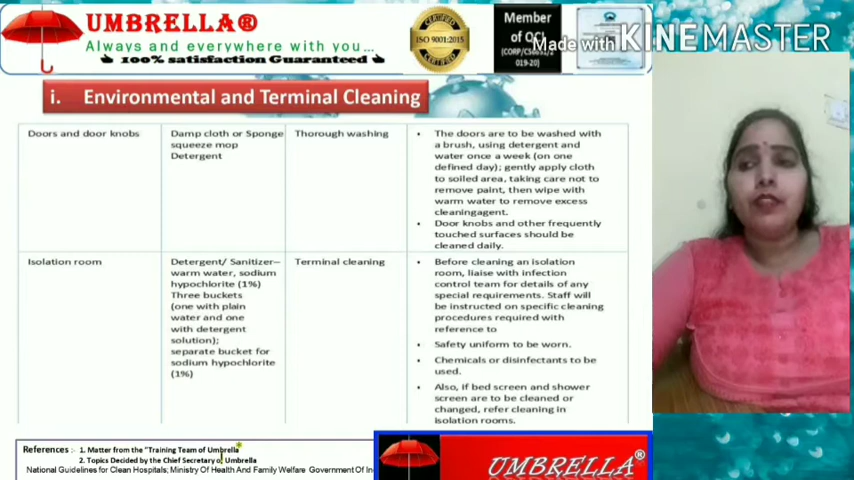 UMBRELLA®
Always and everywhere with you...
100% satisfaction Guaranteed
CERTIFIED
ISO 9001:2015
CERTIFIED
Member
of QCI
(CORP/CS
019-20)
Made with KINEMASTER
i. Environmental and Terminal Cleaning
Doors and door knobs
Damp cloth or Sponge
squeeze mop
Detergent
Thorough washing
• The doors are to be washed with
a brush, using detergent and
water once a week (on one
defined day); gently apply cloth
to soiled area, taking care not to
remove paint, then wipe with
warm water to remove excess
cleaningagent.
• Door knobs and other frequently
touched surfaces should be
cleaned daily.
Isolation room
Detergent/ Sanitizer–
warm water, sodium
hypochlorite (1%)
Three buckets
(one with plain
water and one
with detergent
solution);
separate bucket for
sodium hypochlorite
(1%)
Terminal cleaning
• Before cleaning an isolation
room, liaise with infection
control team for details of any
special requirements. Staff will
be instructed on specific cleaning
procedures required with
reference to
• Safety uniform to be worn.
• Chemicals or disinfectants to be
used.
• Also, if bed screen and shower
screen are to be cleaned or
changed, refer cleaning in
isolation rooms.
References :- 1. Matter from the "Training Team of Umbrella
2. Topics Decided by the Chief Secretary of Umbrella
National Guidelines for Clean Hospitals; Ministry Of Health And Family Welfare Government Of In
UMBRELLA®